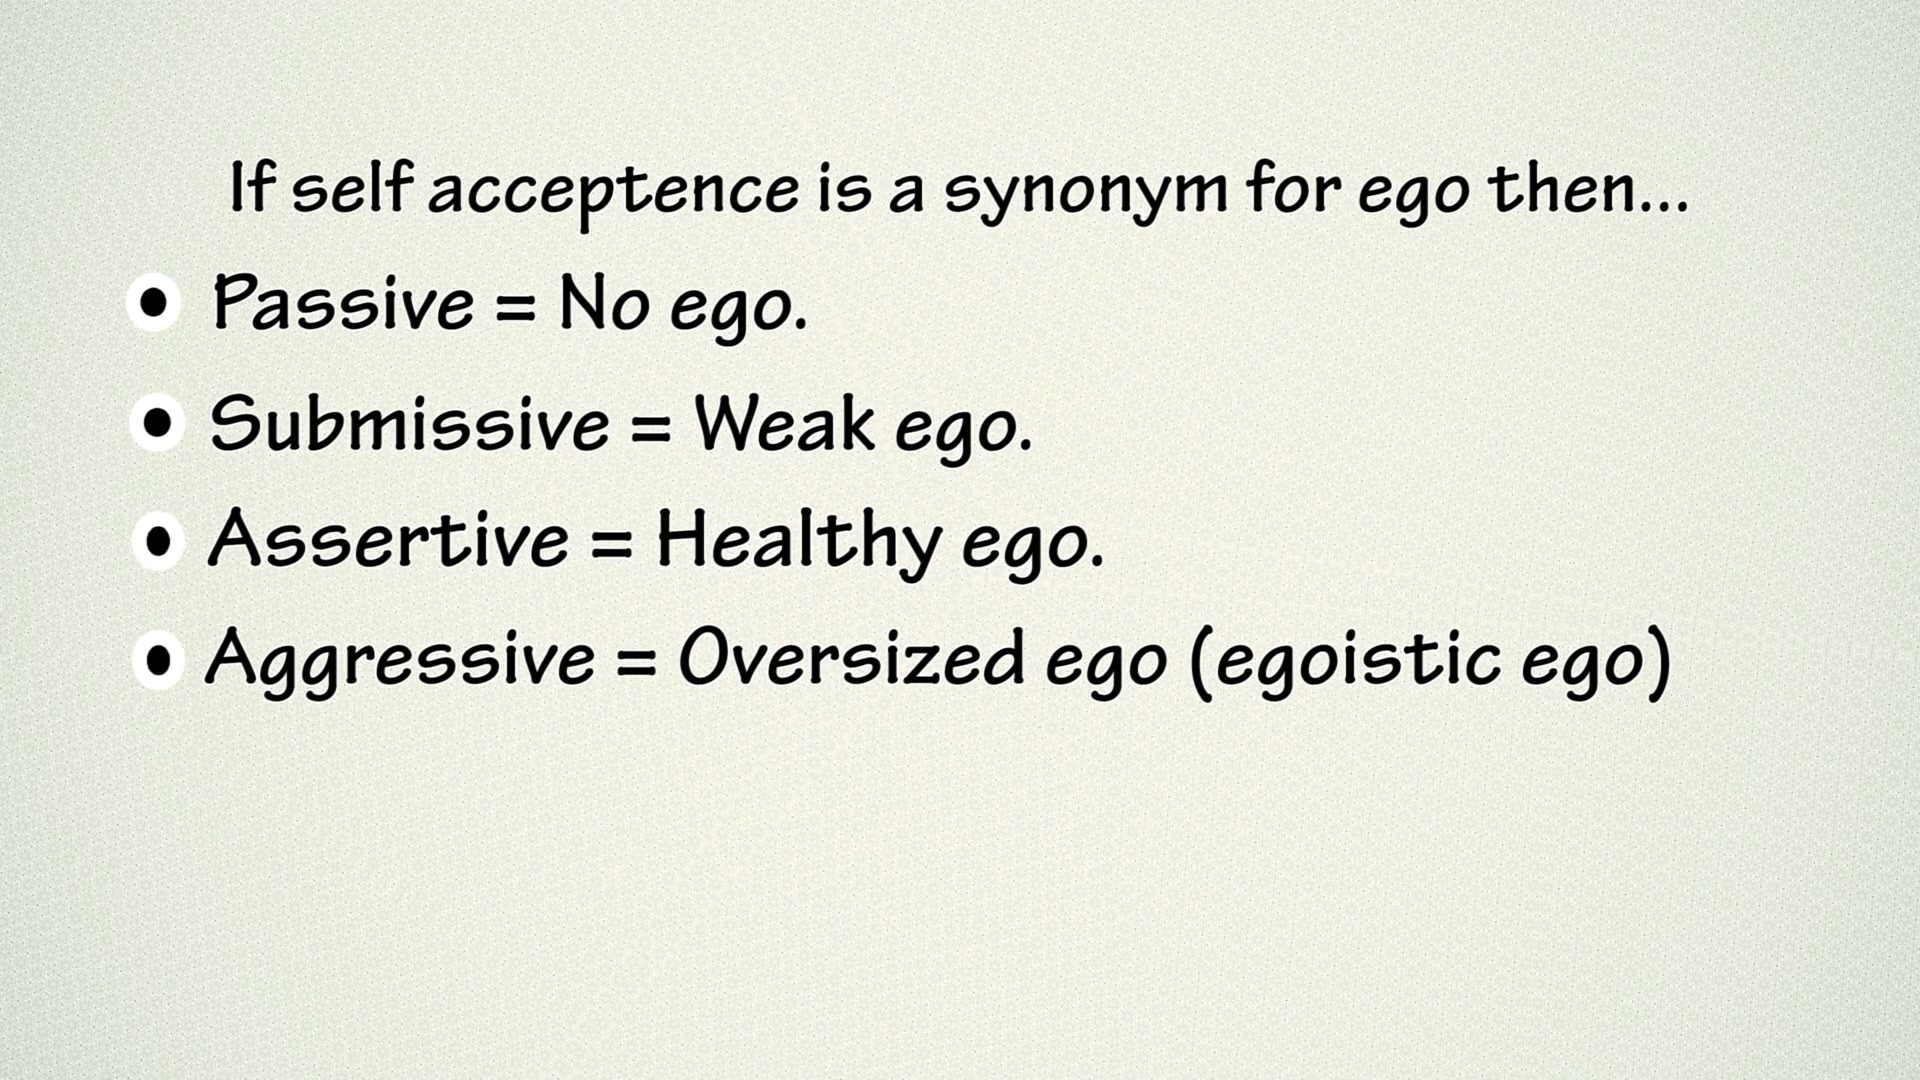 If self acceptence is a synonym for ego then...
• Passive = No ego.
• Submissive = Weak ego.
• Assertive = Healthy ego.
• Aggressive = Oversized ego (egoistic ego)